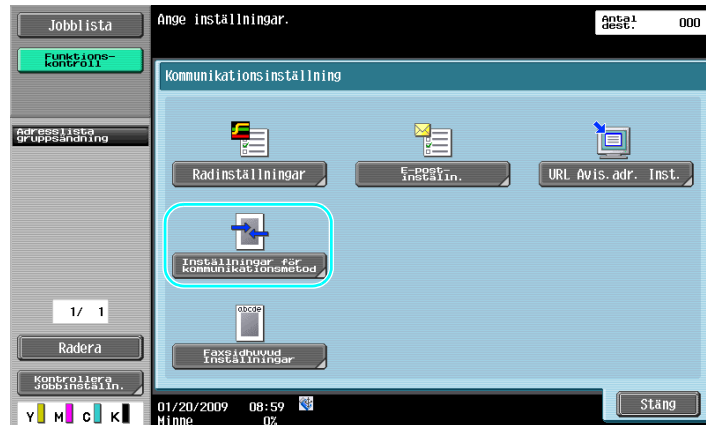 Jobblista
Funktions-
kontroll
Adresslista
gruppsändning
1/ 1
Radera
Kontrollera
Jobbinställn.
Y M C K
Ange inställningar.
Antal
dest. 000
Kommunikationsinställning
Radinställningar
E-post-
inställn.
URL Avis.adr. Inst.
Inställningar för
kommunikationsmetod
abcde
Faxsidhuvud
Inställningar
01/20/2009 08:59
Minne 0%
Stäng